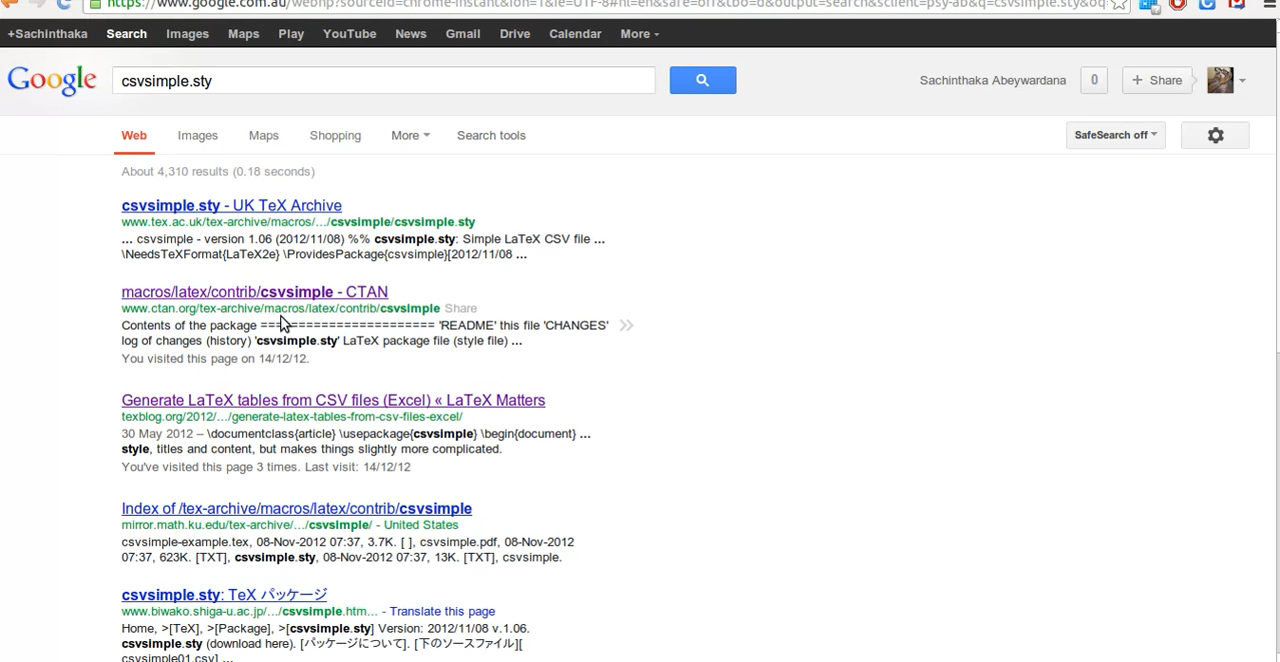 https://www.google.com.au/webhp?sourceid=chrome-instant&ion=1&ie=UTF-8#hl=en&safe=off&tbo=d&output=search&sclient=psy-ab&q=csvsimple.sty&oq
+Sachinthaka Search Images Maps Play YouTube News Gmail Drive Calendar More
Google csvsimple.sty Sachinthaka Abeywardana 0 + Share
Web Images Maps Shopping More Search tools SafeSearch off
About 4,310 results (0.18 seconds)
csvsimple.sty - UK TeX Archive
www.tex.ac.uk/tex-archive/macros/.../csvsimple/csvsimple.sty
... csvsimple - version 1.06 (2012/11/08) %% csvsimple.sty: Simple LaTeX CSV file ...
\NeedsTeXFormat{LaTeX2e} \ProvidesPackage{csvsimple}[2012/11/08 ...
macros/latex/contrib/csvsimple - CTAN
www.ctan.org/tex-archive/macros/latex/contrib/csvsimple Share
Contents of the package ======================= 'README' this file 'CHANGES'
log of changes (history) 'csvsimple.sty' LaTeX package file (style file) ...
You visited this page on 14/12/12.
Generate LaTeX tables from CSV files (Excel) « LaTeX Matters
texblog.org/2012/.../generate-latex-tables-from-csv-files-excel/
30 May 2012 – \documentclass{article} \usepackage{csvsimple} \begin{document} ...
style, titles and content, but makes things slightly more complicated.
You've visited this page 3 times. Last visit: 14/12/12
Index of /tex-archive/macros/latex/contrib/csvsimple
mirror.math.ku.edu/tex-archive/.../csvsimple/ - United States
csvsimple-example.tex, 08-Nov-2012 07:37, 3.7K. [ ], csvsimple.pdf, 08-Nov-2012
07:37, 623K. [TXT], csvsimple.sty, 08-Nov-2012 07:37, 13K. [TXT], csvsimple.
csvsimple.sty: TeX パッケージ
www.biwako.shiga-u.ac.jp/.../csvsimple.htm... - Translate this page
Home, >[TeX], >[Package], >[csvsimple.sty] Version: 2012/11/08 v.1.06.
csvsimple.sty (download here). [パッケージについて]. [下のソースファイル][
csvsimple01.csv] ...